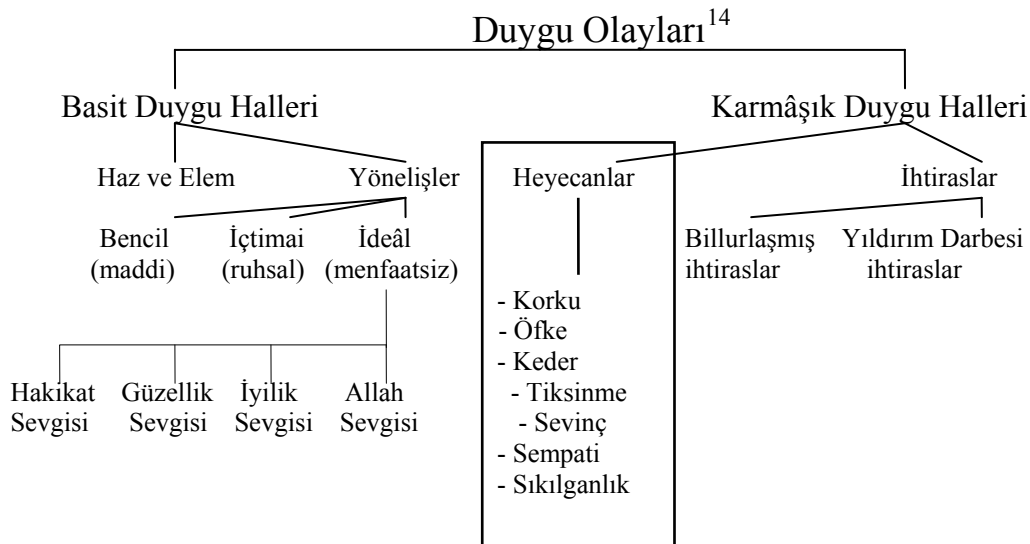 Duygu Olayları14
Basit Duygu Halleri
Karmâşık Duygu Halleri
Haz ve Elem
Yönelişler
Heyecanlar
İhtiraslar
Bencil
(maddi)
İçtimai
(ruhsal)
İdeâl
(menfaatsiz)
Billurlaşmış
ihtiraslar
Yıldırım Darbesi
ihtiraslar
Hakikat
Sevgisi
Güzellik
Sevgisi
İyilik
Sevgisi
Allah
Sevgisi
- Korku
- Öfke
- Keder
- Tiksinme
- Sevinç
- Sempati
- Sıkılganlık